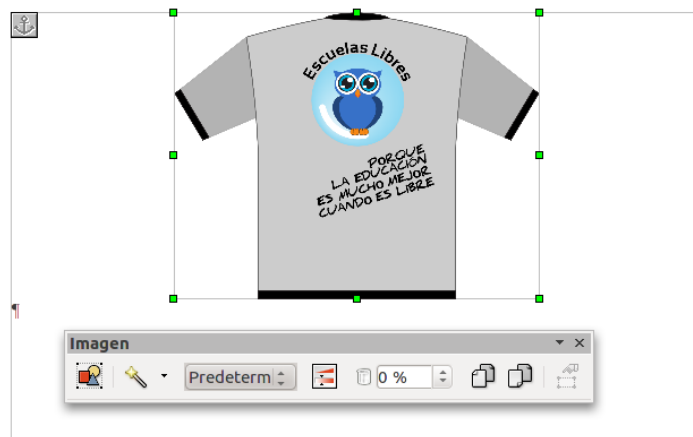 Escuelas Libres
PORQUE
LA EDUCACIÓN
ES MUCHO MEJOR
CUANDO ES LIBRE
¶
Imagen
Predeterm
0 %